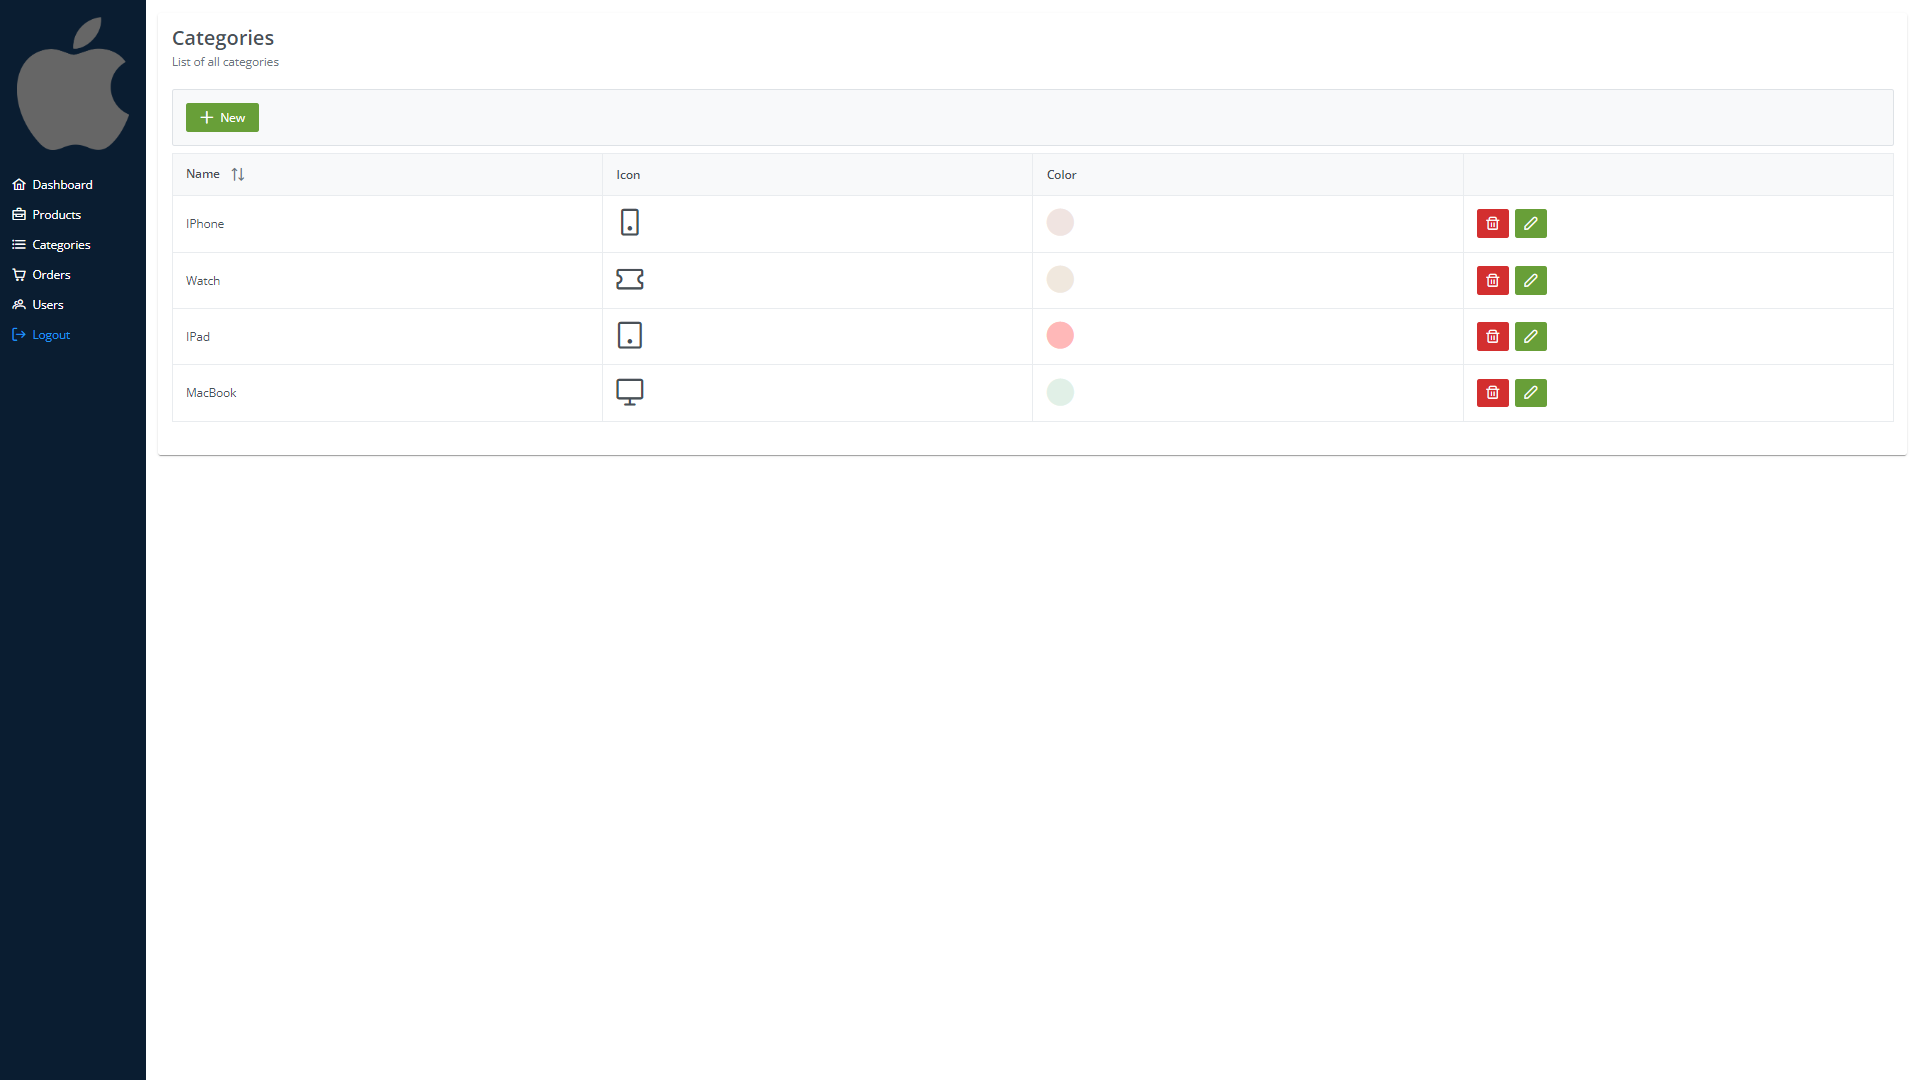 Dashboard
Products
Categories
Orders
Users
Logout
Categories
List of all categories
New
Name Icon Color
IPhone
Watch
IPad
MacBook